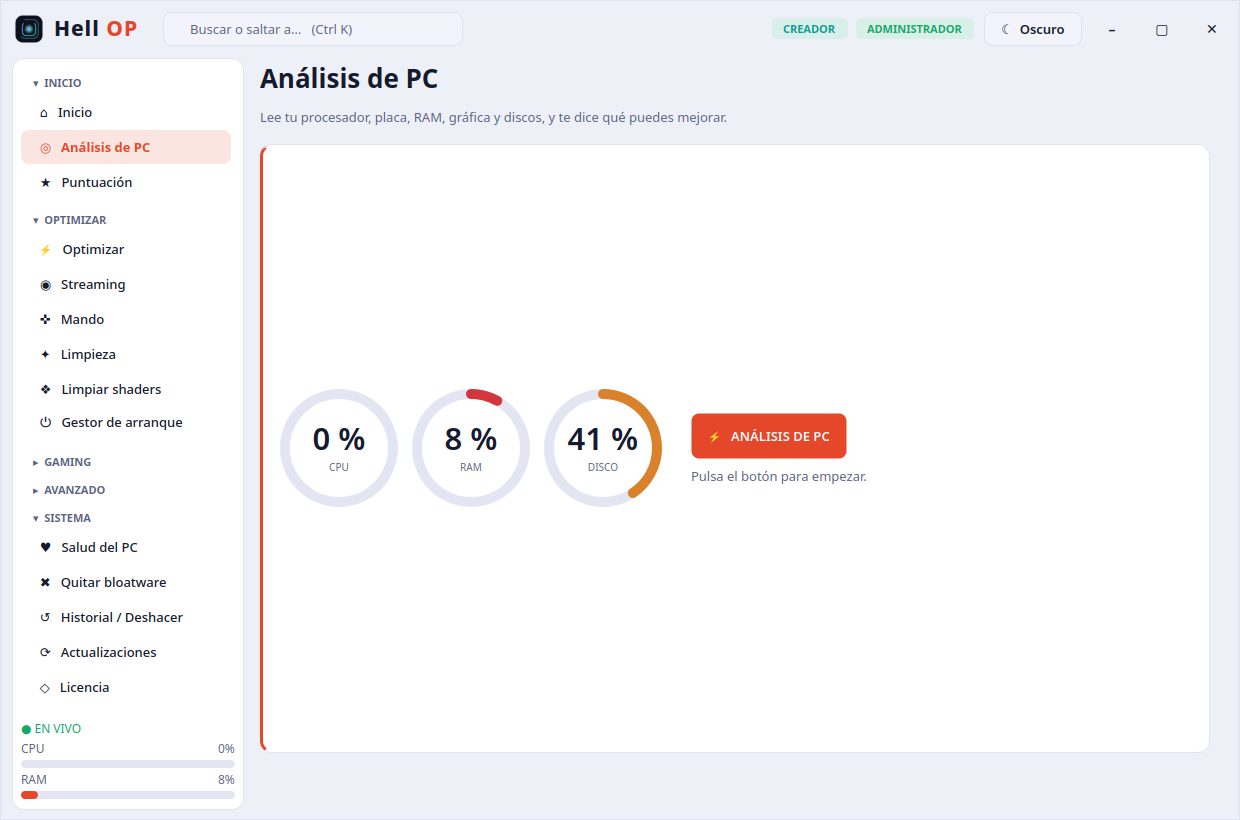 Hell OP
Buscar o saltar a... (Ctrl K)
CREADOR
ADMINISTRADOR
Oscuro
INICIO
Inicio
Análisis de PC
Puntuación
OPTIMIZAR
Optimizar
Streaming
Mando
Limpieza
Limpiar shaders
Gestor de arranque
GAMING
AVANZADO
SISTEMA
Salud del PC
Quitar bloatware
Historial / Deshacer
Actualizaciones
Licencia
EN VIVO
CPU 0%
RAM 8%
Análisis de PC
Lee tu procesador, placa, RAM, gráfica y discos, y te dice qué puedes mejorar.
0 %
CPU
8 %
RAM
41 %
DISCO
ANÁLISIS DE PC
Pulsa el botón para empezar.